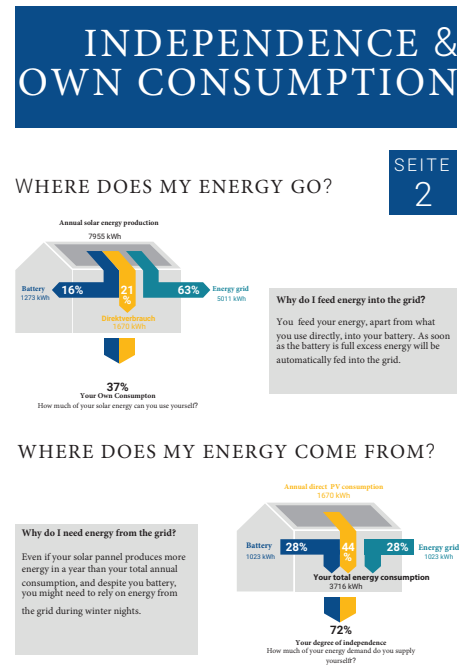 INDEPENDENCE &
OWN CONSUMPTION
SEITE
2
WHERE DOES MY ENERGY GO?
Annual solar energy production
7955 kWh
Battery
1273 kWh
16%
21
%
63%
Energy grid
5011 kWh
Direktverbrauch
1670 kWh
37%
Your Own Consumpton
How much of your solar energy can you use yourself?
Why do I feed energy into the grid?
You feed your energy, apart from what
you use directly, into your battery. As soon
as the battery is full excess energy will be
automatically fed into the grid.
WHERE DOES MY ENERGY COME FROM?
Why do I need energy from the grid?
Even if your solar pannel produces more
energy in a year than your total annual
consumption, and despite you battery,
you might need to rely on energy from
the grid during winter nights.
Annual direct PV consumption
1670 kWh
Battery
1023 kWh
28%
44
%
28%
Energy grid
1023 kWh
Your total energy consumption
3716 kWh
72%
Your degree of independence
How much of your energy demand do you supply
yourself?